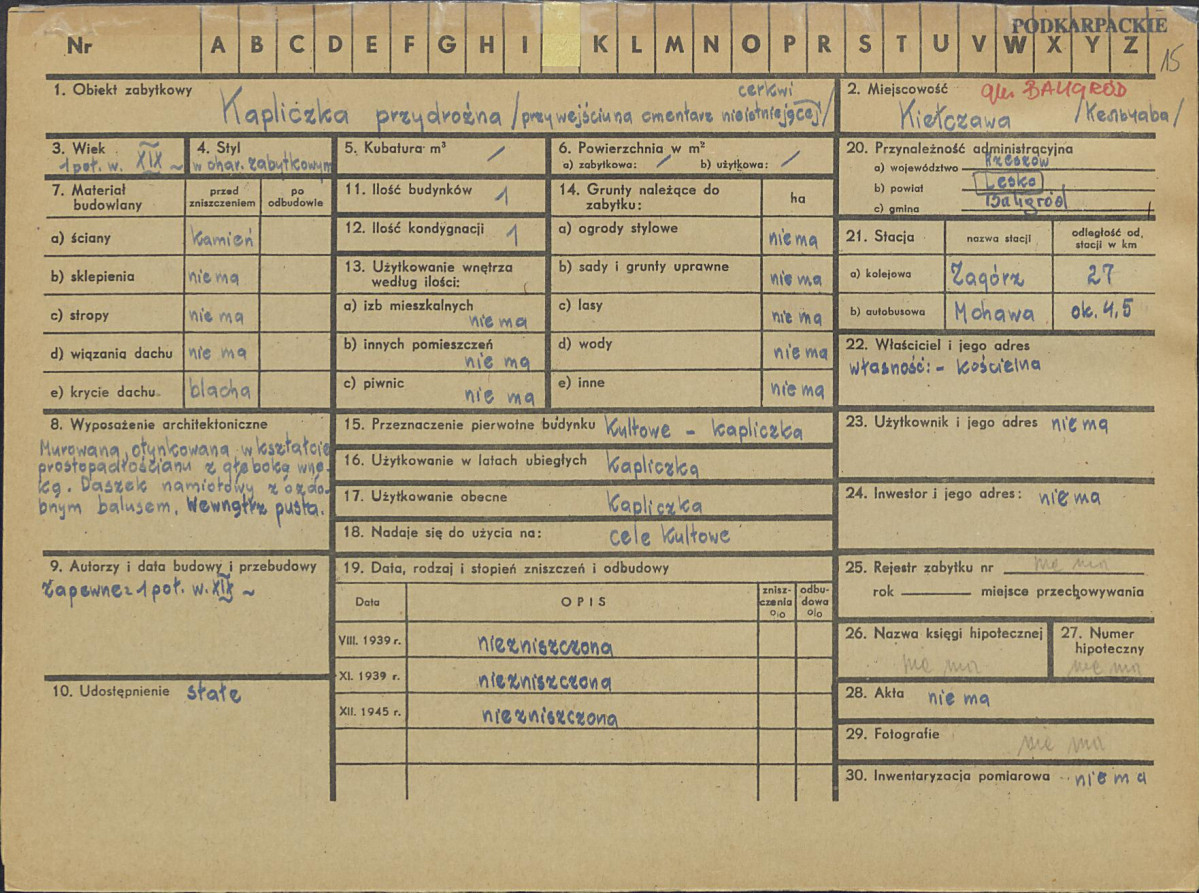 PODKARPACKIE
Nr A B C D E F G H I K L M N O P R S T U V W X Y Z
15
1. Obiekt zabytkowy
Kapliczka przydrożna /przy wejściu na cmentarz nieistniejącej/
cerkwi
2. Miejscowość
gm BALIGRÓD
Kiełczawa
3. Wiek
1 poł. w. XIX ~
4. Styl
w char. zabytkowym
5. Kubatura m³ /
6. Powierzchnia w m²
a) zabytkowa: / b) użytkowa: /
7. Materiał budowlany
przed zniszczeniem
po odbudowie
a) ściany kamień
b) sklepienia nie ma
c) stropy nie ma
d) wiązania dachu nie ma
e) krycie dachu blacha
8. Wyposażenie architektoniczne
Murowana, otynkowana, w kształcie
prostopadłościanu z głęboką wnę-
ką. Daszek namiotowy z ozdo-
bnym balusem. Wewnątrz pusta.
9. Autorzy i data budowy i przebudowy
Zapewne z 1 poł. w. XIX ~
10. Udostępnienie stałe
11. Ilość budynków 1
12. Ilość kondygnacji 1
13. Użytkowanie wnętrza
według ilości:
a) izb mieszkalnych
nie ma
b) innych pomieszczeń
nie ma
c) piwnic nie ma
14. Grunty należące do
zabytku:
ha
a) ogrody stylowe nie ma
b) sady i grunty uprawne nie ma
c) lasy nie ma
d) wody nie ma
e) inne nie ma
15. Przeznaczenie pierwotne budynku Kultowe - kapliczka
16. Użytkowanie w latach ubiegłych Kapliczka
17. Użytkowanie obecne Kapliczka
18. Nadaje się do użycia na: cele kultowe
19. Data, rodzaj i stopień zniszczeń i odbudowy
Data OPIS
znisz-
czenia
%
odbu-
dowa
%
VIII. 1939 r. niezniszczona
XI. 1939 r. niezniszczona
XII. 1945 r. niezniszczona
20. Przynależność administracyjna
a) województwo Rzeszów
b) powiat Lesko
c) gmina Baligród
21. Stacja
nazwa stacji
odległość od.
stacji w km
a) kolejowa Zagórz 27
b) autobusowa Mchawa ok. 4,5
22. Właściciel i jego adres
własność: - kościelna
23. Użytkownik i jego adres nie ma
24. Inwestor i jego adres: nie ma
25. Rejestr zabytku nr nie ma
rok miejsce przechowywania
26. Nazwa księgi hipotecznej
nie ma
27. Numer
hipoteczny
nie ma
28. Akta nie ma
29. Fotografie nie ma
30. Inwentaryzacja pomiarowa nie ma